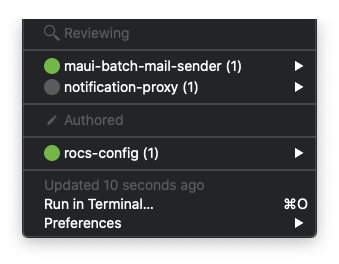 Reviewing
maui-batch-mail-sender (1)
notification-proxy (1)
Authored
rocs-config (1)
Updated 10 seconds ago
Run in Terminal... ⌘O
Preferences